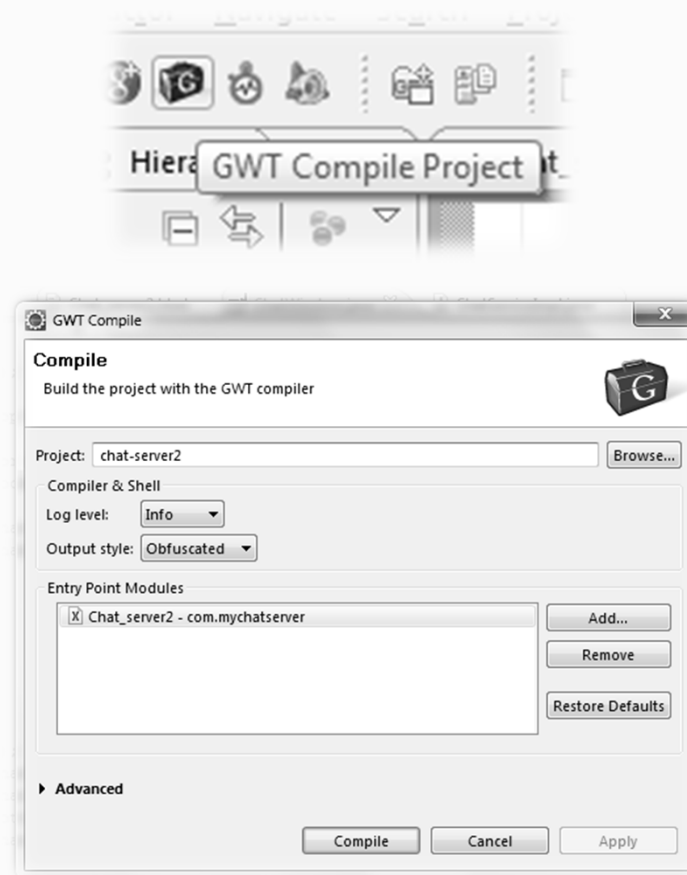 Hiera
GWT Compile Project
GWT Compile
Compile
Build the project with the GWT compiler
G
Project: chat-server2 Browse...
Compiler & Shell
Log level: Info
Output style: Obfuscated
Entry Point Modules
Chat_server2 - com.mychatserver
Add...
Remove
Restore Defaults
Advanced
Compile Cancel Apply